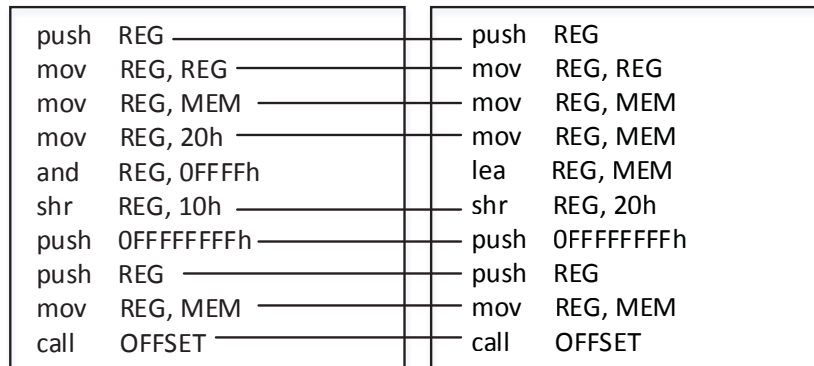 push REG
mov REG, REG
mov REG, MEM
mov REG, 20h
and REG, 0FFFFh
shr REG, 10h
push 0FFFFFFFFh
push REG
mov REG, MEM
call OFFSET
push REG
mov REG, REG
mov REG, MEM
mov REG, MEM
lea REG, MEM
shr REG, 20h
push 0FFFFFFFFh
push REG
mov REG, MEM
call OFFSET